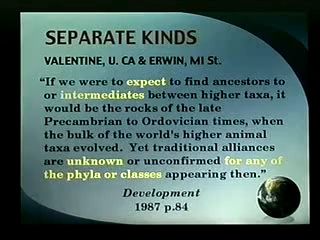 SEPARATE KINDS
VALENTINE, U. CA & ERWIN, MI St.
“If we were to expect to find ancestors to
or intermediates between higher taxa, it
would be the rocks of the late
Precambrian to Ordovician times, when
the bulk of the world's higher animal
taxa evolved. Yet traditional alliances
are unknown or unconfirmed for any of
the phyla or classes appearing then.”
Development
1987 p.84